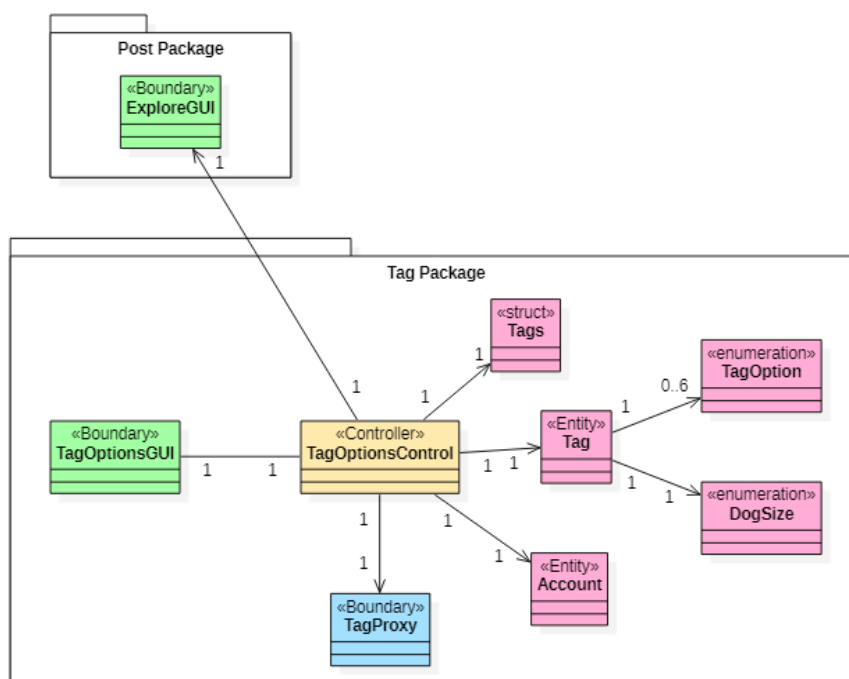 Post Package
«Boundary»
ExploreGUI
1
1
Tag Package
«struct»
Tags
1
1
«enumeration»
TagOption
0..6
1
«Entity»
Tag
1
1
«Boundary»
TagOptionsGUI
1
1
«Controller»
TagOptionsControl
1
1
«enumeration»
DogSize
1
1
1
1
«Entity»
Account
«Boundary»
TagProxy